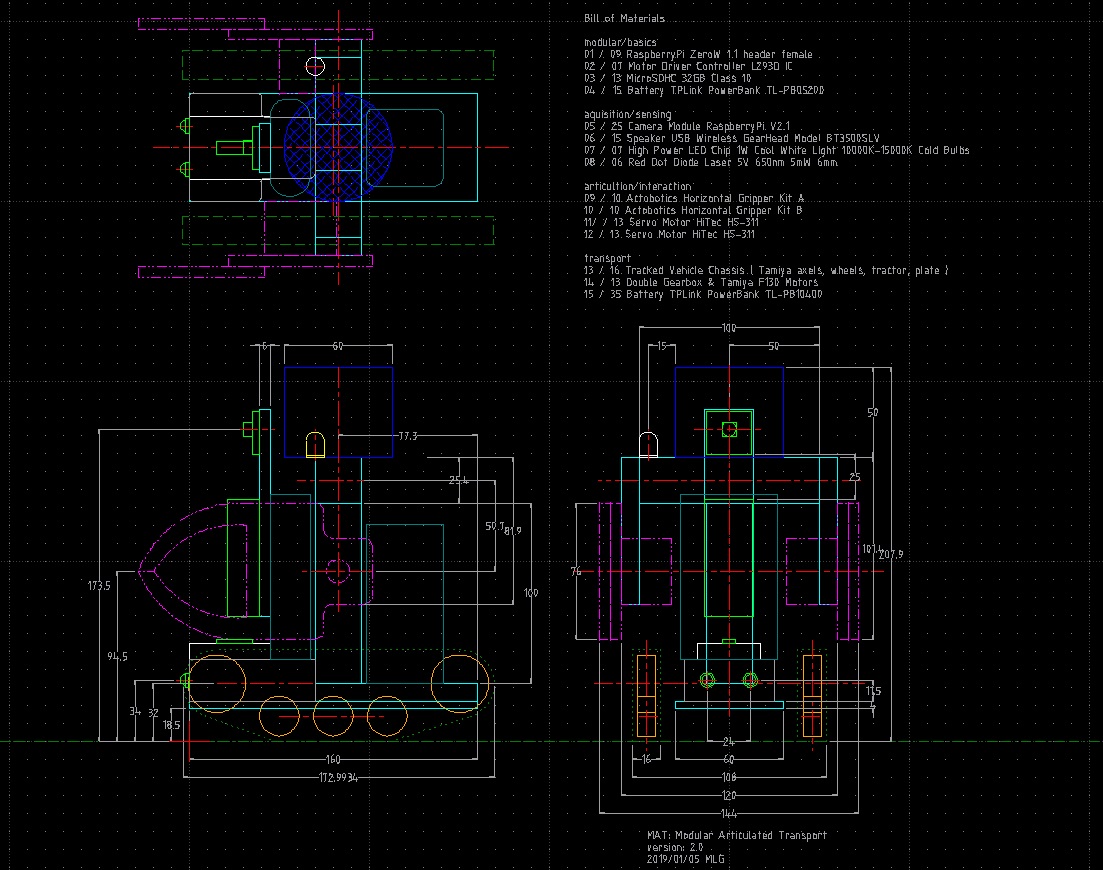 Bill of Materials
modular/basics
01 / 09 RaspberryPi ZeroW 1.1 header female
02 / 07 Motor Driver Controller L293D IC
03 / 13 MicroSDHC 32GB Class 10
04 / 15 Battery TPLink PowerBank TL-PB05200
aquisition/sensing
05 / 25 Camera Module RaspberryPi V2.1
06 / 15 Speaker USB Wireless GearHead Model BT3500SLV
07 / 07 High Power LED Chip 1W Cool White Light 10000K-15000K Cold Bulbs
08 / 06 Red Dot Diode Laser 5V 650nm 5mW 6mm
articultion/interaction
09 / 10 Actobotics Horizontal Gripper Kit A
10 / 10 Actobotics Horizontal Gripper Kit B
11/ / 13 Servo Motor HiTec HS-311
12 / 13 Servo Motor HiTec HS-311
transport
13 / 16 Tracked Vehicle Chassis ( Tamiya axels, wheels, tractor, plate )
14 / 13 Double Gearbox & Tamiya F130 Motors
15 / 35 Battery TPLink PowerBank TL-PB10400
100
6
60
15
50
50
77.3
25.4
25
59.7
81.9
207.9
76
173.5
100
94.5
34
32
18.5
11.5
24
160
16
60
172.9934
108
120
144
MAT: Modular Articulated Transport
version: 2.0
2019/01/05 MLG